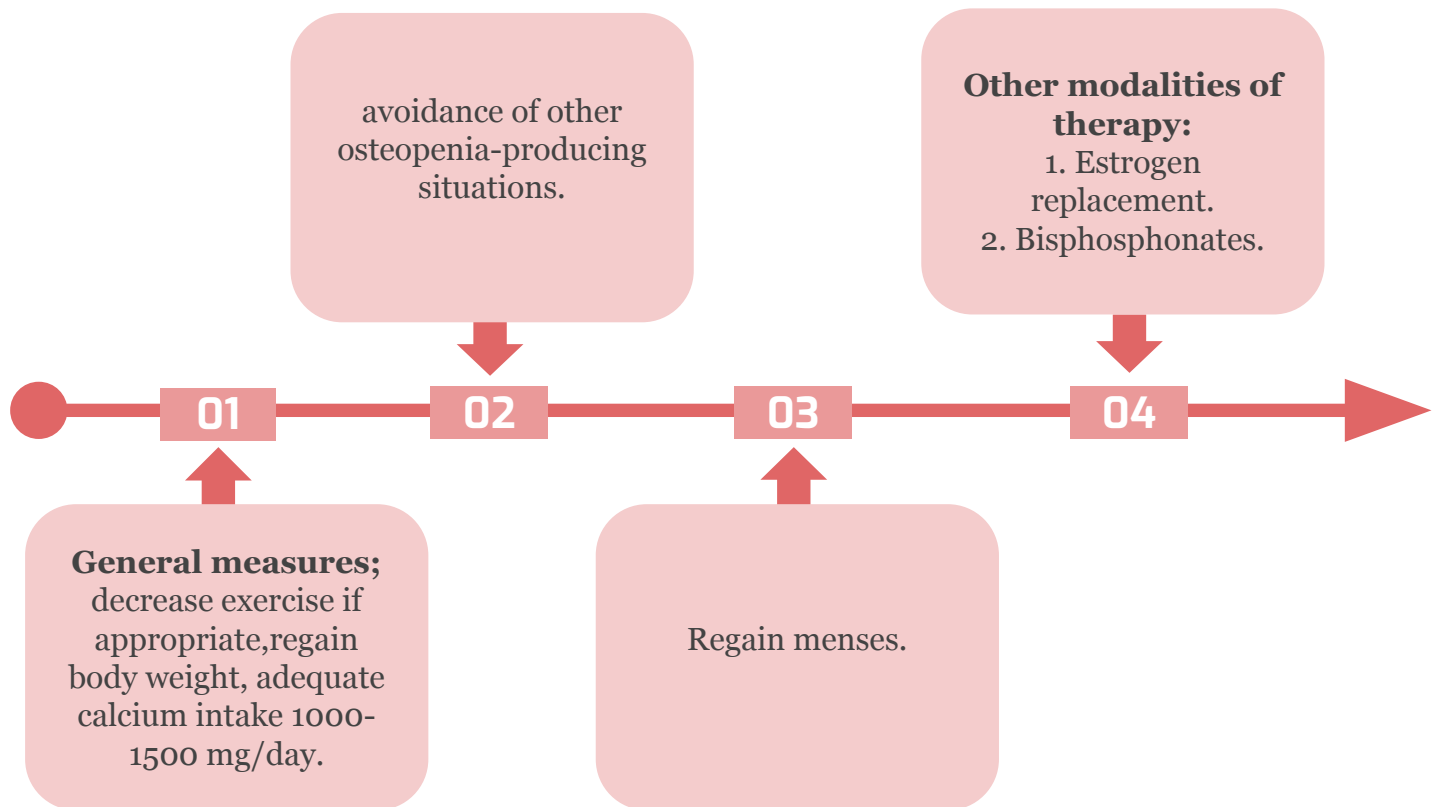 avoidance of other
osteopenia-producing
situations.
Other modalities of
therapy:
1. Estrogen
replacement.
2. Bisphosphonates.
01
02
03
04
General measures;
decrease exercise if
appropriate,regain
body weight, adequate
calcium intake 1000-
1500 mg/day.
Regain menses.